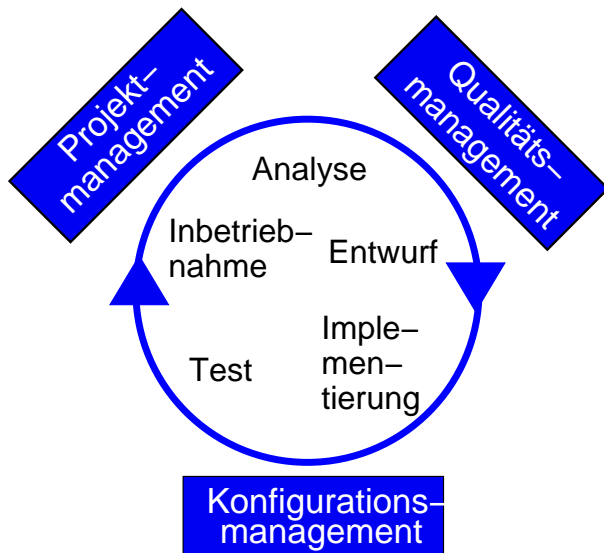 Projekt–
management
Qualitäts–
management
Analyse
Inbetrieb–
nahme
Entwurf
Imple–
men–
tierung
Test
Konfigurations–
management